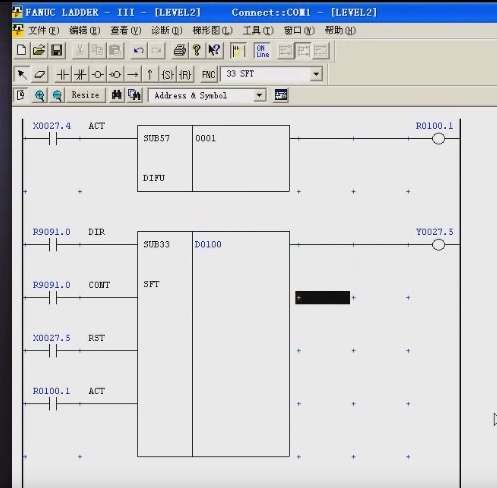 FANUC LADDER - III - [LEVEL2] Connect::COM1 - [LEVEL2]
文件(F) 编辑(E) 查看(V) 诊断(D) 梯形图(L) 工具(T) 窗口(W) 帮助(H)
ON Line
(S) (R) FNC 33 SFT
Resize Address & Symbol
X0027.4 ACT R0100.1
SUB57 0001
DIFU
R9091.0 DIR Y0027.5
SUB33 D0100
R9091.0 CONT SFT
X0027.5 RST
R0100.1 ACT